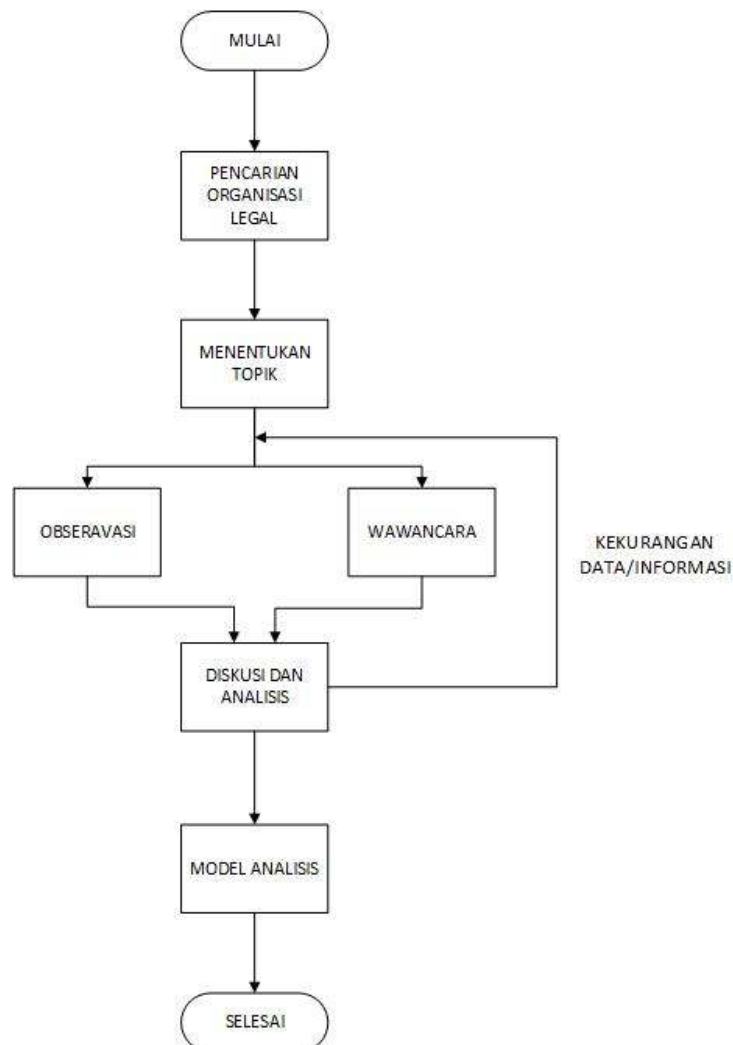 MULAI
PENCARIAN
ORGANISASI
LEGAL
MENENTUKAN
TOPIK
OBSERAVASI
WAWANCARA
KEKURANGAN
DATA/INFORMASI
DISKUSI DAN
ANALISIS
MODEL ANALISIS
SELESAI